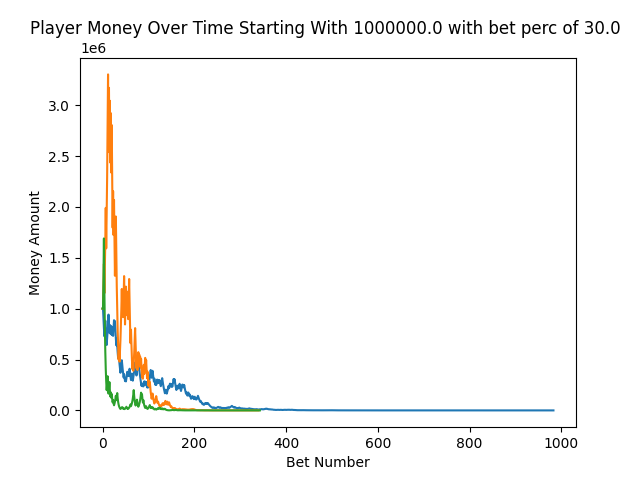 Player Money Over Time Starting With 1000000.0 with bet perc of 30.0
1e6
3.0
2.5
2.0
1.5
1.0
0.5
0.0
Money Amount
0 200 400 600 800 1000
Bet Number